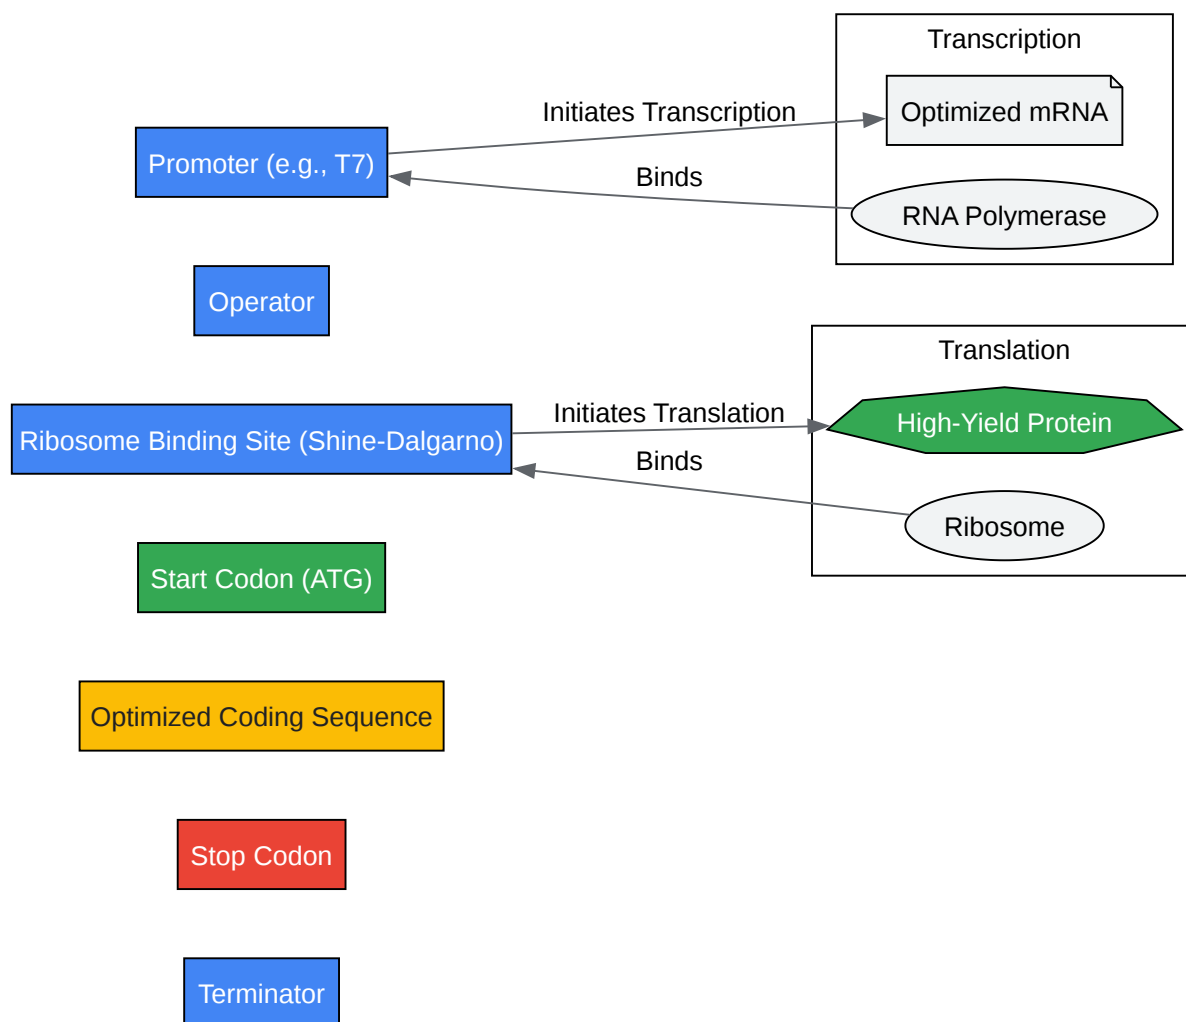 Transcription
Optimized mRNA
Initiates Transcription
Promoter (e.g., T7)
Binds
RNA Polymerase
Operator
Translation
High-Yield Protein
Initiates Translation
Ribosome Binding Site (Shine-Dalgarno)
Binds
Ribosome
Start Codon (ATG)
Optimized Coding Sequence
Stop Codon
Terminator